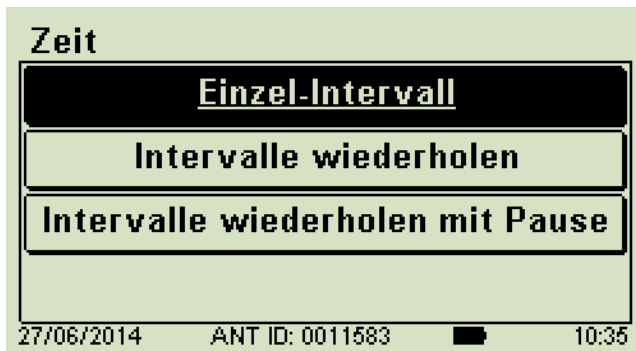 Zeit
Einzel-Intervall
Intervalle wiederholen
Intervalle wiederholen mit Pause
27/06/2014 ANT ID: 0011583 10:35